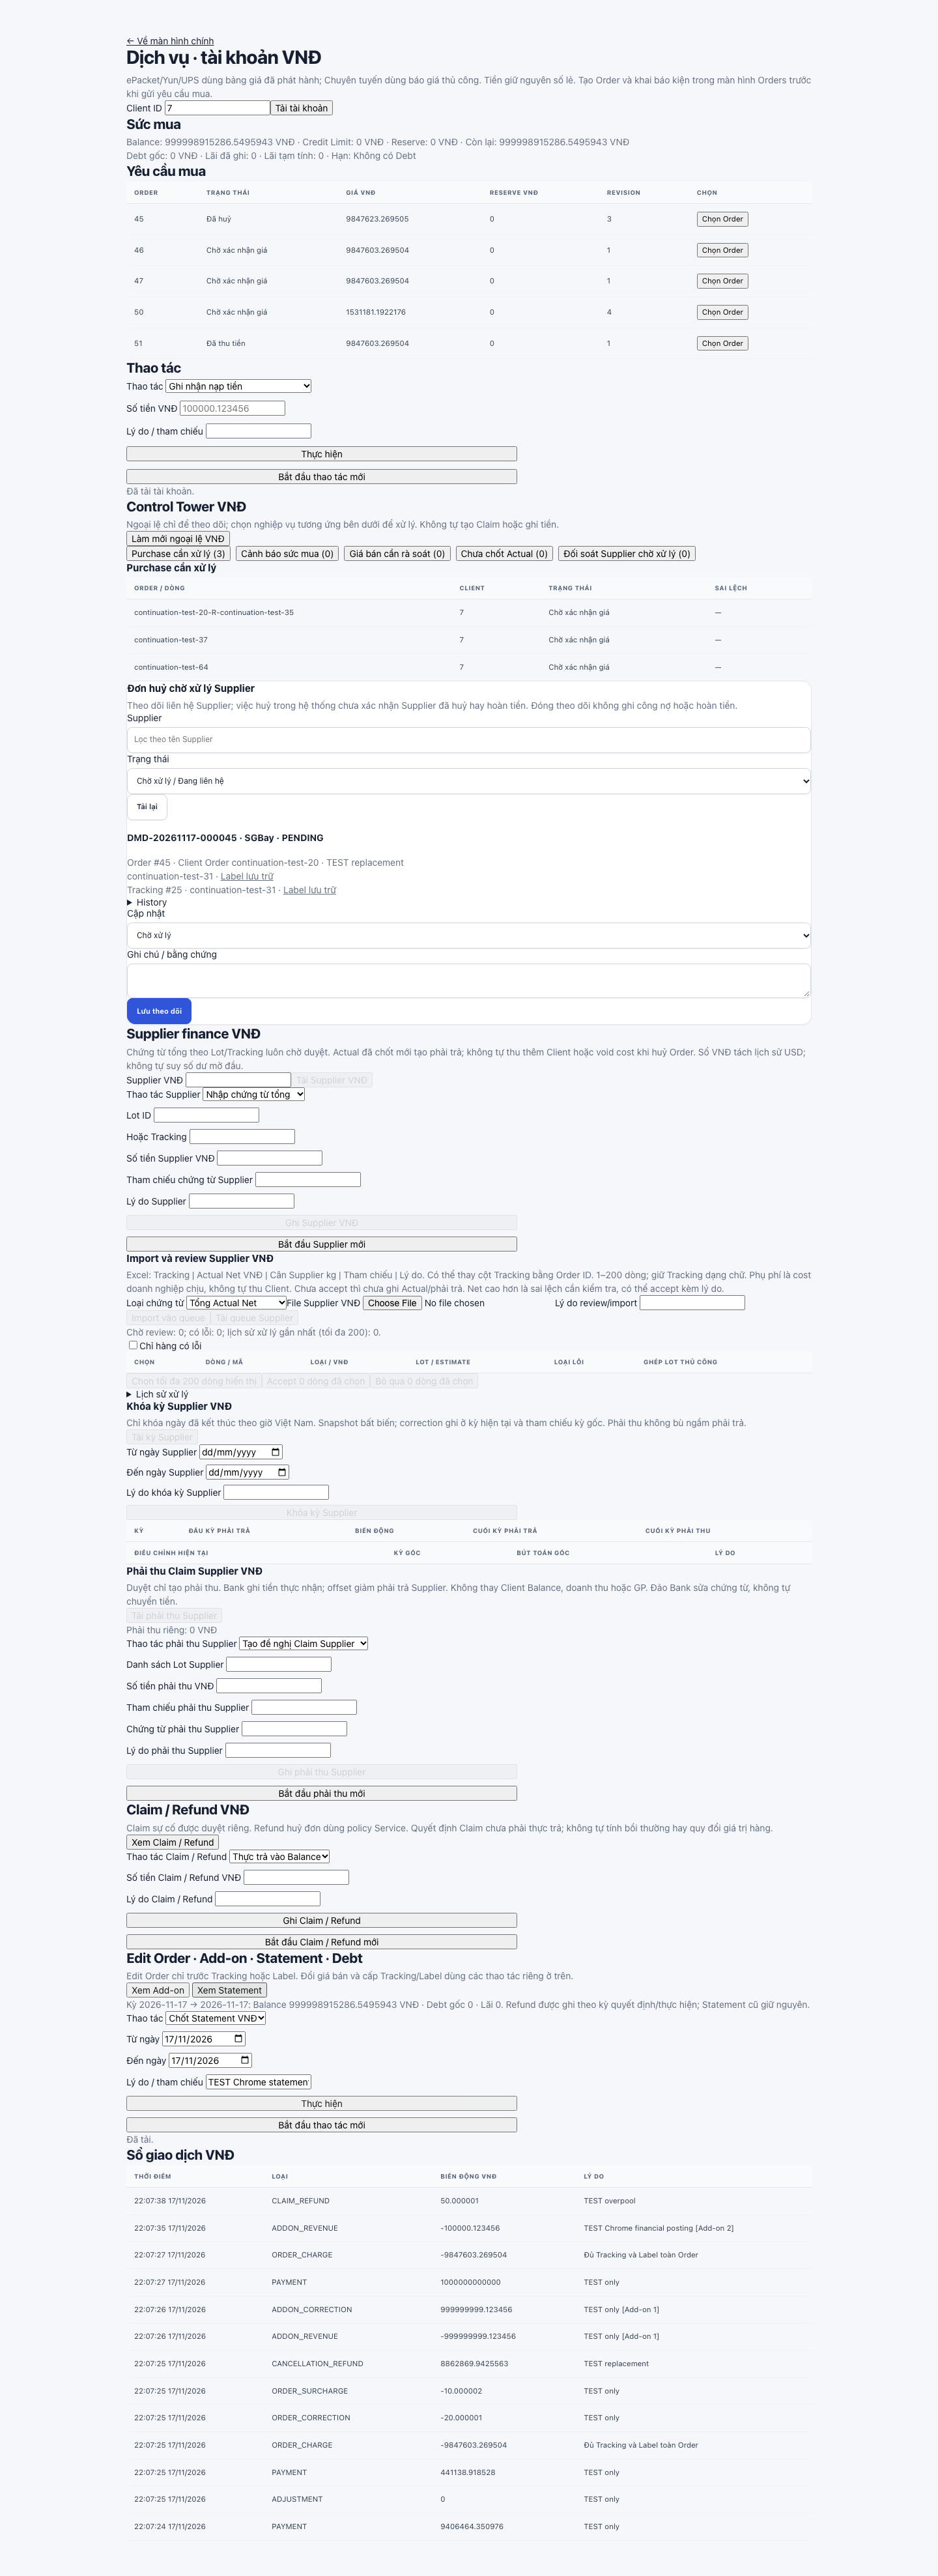 ← Về màn hình chính
Dịch vụ · tài khoản VNĐ
ePacket/Yun/UPS dùng bảng giá đã phát hành; Chuyên tuyến dùng báo giá thủ công. Tiền giữ nguyên số lẻ. Tạo Order và khai báo kiện trong màn hình Orders trước
khi gửi yêu cầu mua.
Client ID 7 Tải tài khoản
Sức mua
Balance: 999998915286.5495943 VNĐ · Credit Limit: 0 VNĐ · Reserve: 0 VNĐ · Còn lại: 999998915286.5495943 VNĐ
Debt gốc: 0 VNĐ · Lãi đã ghi: 0 · Lãi tạm tính: 0 · Hạn: Không có Debt
Yêu cầu mua
ORDER TRẠNG THÁI GIÁ VNĐ RESERVE VNĐ REVISION CHỌN
45 Đã huỷ 9847623.269505 0 3 Chọn Order
46 Chờ xác nhận giá 9847603.269504 0 1 Chọn Order
47 Chờ xác nhận giá 9847603.269504 0 1 Chọn Order
50 Chờ xác nhận giá 1531181.1922176 0 4 Chọn Order
51 Đã thu tiền 9847603.269504 0 1 Chọn Order
Thao tác
Thao tác Ghi nhận nạp tiền
Số tiền VNĐ 100000.123456
Lý do / tham chiếu
Thực hiện
Bắt đầu thao tác mới
Đã tải tài khoản.
Control Tower VNĐ
Ngoại lệ chỉ để theo dõi; chọn nghiệp vụ tương ứng bên dưới để xử lý. Không tự tạo Claim hoặc ghi tiền.
Làm mới ngoại lệ VNĐ
Purchase cần xử lý (3) Cảnh báo sức mua (0) Giá bán cần rà soát (0) Chưa chốt Actual (0) Đối soát Supplier chờ xử lý (0)
Purchase cần xử lý
ORDER / DÒNG CLIENT TRẠNG THÁI SAI LỆCH
continuation-test-20-R-continuation-test-35 7 Chờ xác nhận giá —
continuation-test-37 7 Chờ xác nhận giá —
continuation-test-64 7 Chờ xác nhận giá —
Đơn huỷ chờ xử lý Supplier
Theo dõi liên hệ Supplier; việc huỷ trong hệ thống chưa xác nhận Supplier đã huỷ hay hoàn tiền. Đóng theo dõi không ghi công nợ hoặc hoàn tiền.
Supplier
Lọc theo tên Supplier
Trạng thái
Chờ xử lý / Đang liên hệ
Tải lại
DMD-20261117-000045 · SGBay · PENDING
Order #45 · Client Order continuation-test-20 · TEST replacement
continuation-test-31 · Label lưu trữ
Tracking #25 · continuation-test-31 · Label lưu trữ
▶ History
Cập nhật
Chờ xử lý
Ghi chú / bằng chứng
Lưu theo dõi
Supplier finance VNĐ
Chứng từ tổng theo Lot/Tracking luôn chờ duyệt. Actual đã chốt mới tạo phải trả; không tự thu thêm Client hoặc void cost khi huỷ Order. Sổ VNĐ tách lịch sử USD;
không tự suy số dư mở đầu.
Supplier VNĐ Tải Supplier VNĐ
Thao tác Supplier Nhập chứng từ tổng
Lot ID
Hoặc Tracking
Số tiền Supplier VNĐ
Tham chiếu chứng từ Supplier
Lý do Supplier
Ghi Supplier VNĐ
Bắt đầu Supplier mới
Import và review Supplier VNĐ
Excel: Tracking | Actual Net VNĐ | Cân Supplier kg | Tham chiếu | Lý do. Có thể thay cột Tracking bằng Order ID. 1–200 dòng; giữ Tracking dạng chữ. Phụ phí là cost
doanh nghiệp chịu, không tự thu Client. Chưa accept thì chưa ghi Actual/phải trả. Net cao hơn là sai lệch cần kiểm tra, có thể accept kèm lý do.
Loại chứng từ Tổng Actual Net File Supplier VNĐ Choose File No file chosen Lý do review/import
Import vào queue Tải queue Supplier
Chờ review: 0; có lỗi: 0; lịch sử xử lý gần nhất (tối đa 200): 0.
Chỉ hàng có lỗi
CHỌN DÒNG / MÃ LOẠI / VNĐ LOT / ESTIMATE LOẠI LỖI GHÉP LOT THỦ CÔNG
Chọn tối đa 200 dòng hiển thị Accept 0 dòng đã chọn Bỏ qua 0 dòng đã chọn
▶ Lịch sử xử lý
Khóa kỳ Supplier VNĐ
Chỉ khóa ngày đã kết thúc theo giờ Việt Nam. Snapshot bất biến; correction ghi ở kỳ hiện tại và tham chiếu kỳ gốc. Phải thu không bù ngầm phải trả.
Tải kỳ Supplier
Từ ngày Supplier dd/mm/yyyy
Đến ngày Supplier dd/mm/yyyy
Lý do khóa kỳ Supplier
Khóa kỳ Supplier
KỲ ĐẦU KỲ PHẢI TRẢ BIẾN ĐỘNG CUỐI KỲ PHẢI TRẢ CUỐI KỲ PHẢI THU
ĐIỀU CHỈNH HIỆN TẠI KỲ GỐC BÚT TOÁN GỐC LÝ DO
Phải thu Claim Supplier VNĐ
Duyệt chỉ tạo phải thu. Bank ghi tiền thực nhận; offset giảm phải trả Supplier. Không thay Client Balance, doanh thu hoặc GP. Đảo Bank sửa chứng từ, không tự
chuyển tiền.
Tải phải thu Supplier
Phải thu riêng: 0 VNĐ
Thao tác phải thu Supplier Tạo đề nghị Claim Supplier
Danh sách Lot Supplier
Số tiền phải thu VNĐ
Tham chiếu phải thu Supplier
Chứng từ phải thu Supplier
Lý do phải thu Supplier
Ghi phải thu Supplier
Bắt đầu phải thu mới
Claim / Refund VNĐ
Claim sự cố được duyệt riêng. Refund huỷ đơn dùng policy Service. Quyết định Claim chưa phải thực trả; không tự tính bồi thường hay quy đổi giá trị hàng.
Xem Claim / Refund
Thao tác Claim / Refund Thực trả vào Balance
Số tiền Claim / Refund VNĐ
Lý do Claim / Refund
Ghi Claim / Refund
Bắt đầu Claim / Refund mới
Edit Order · Add-on · Statement · Debt
Edit Order chỉ trước Tracking hoặc Label. Đổi giá bán và cấp Tracking/Label dùng các thao tác riêng ở trên.
Xem Add-on Xem Statement
Kỳ 2026-11-17 → 2026-11-17: Balance 999998915286.5495943 VNĐ · Debt gốc 0 · Lãi 0. Refund được ghi theo kỳ quyết định/thực hiện; Statement cũ giữ nguyên.
Thao tác Chốt Statement VNĐ
Từ ngày 17/11/2026
Đến ngày 17/11/2026
Lý do / tham chiếu TEST Chrome statemen
Thực hiện
Bắt đầu thao tác mới
Đã tải.
Sổ giao dịch VNĐ
THỜI ĐIỂM LOẠI BIẾN ĐỘNG VNĐ LÝ DO
22:07:38 17/11/2026 CLAIM_REFUND 50.000001 TEST overpool
22:07:35 17/11/2026 ADDON_REVENUE -100000.123456 TEST Chrome financial posting [Add-on 2]
22:07:27 17/11/2026 ORDER_CHARGE -9847603.269504 Đủ Tracking và Label toàn Order
22:07:27 17/11/2026 PAYMENT 1000000000000 TEST only
22:07:26 17/11/2026 ADDON_CORRECTION 999999999.123456 TEST only [Add-on 1]
22:07:26 17/11/2026 ADDON_REVENUE -999999999.123456 TEST only [Add-on 1]
22:07:25 17/11/2026 CANCELLATION_REFUND 8862869.9425563 TEST replacement
22:07:25 17/11/2026 ORDER_SURCHARGE -10.000002 TEST only
22:07:25 17/11/2026 ORDER_CORRECTION -20.000001 TEST only
22:07:25 17/11/2026 ORDER_CHARGE -9847603.269504 Đủ Tracking và Label toàn Order
22:07:25 17/11/2026 PAYMENT 441138.918528 TEST only
22:07:25 17/11/2026 ADJUSTMENT 0 TEST only
22:07:24 17/11/2026 PAYMENT 9406464.350976 TEST only